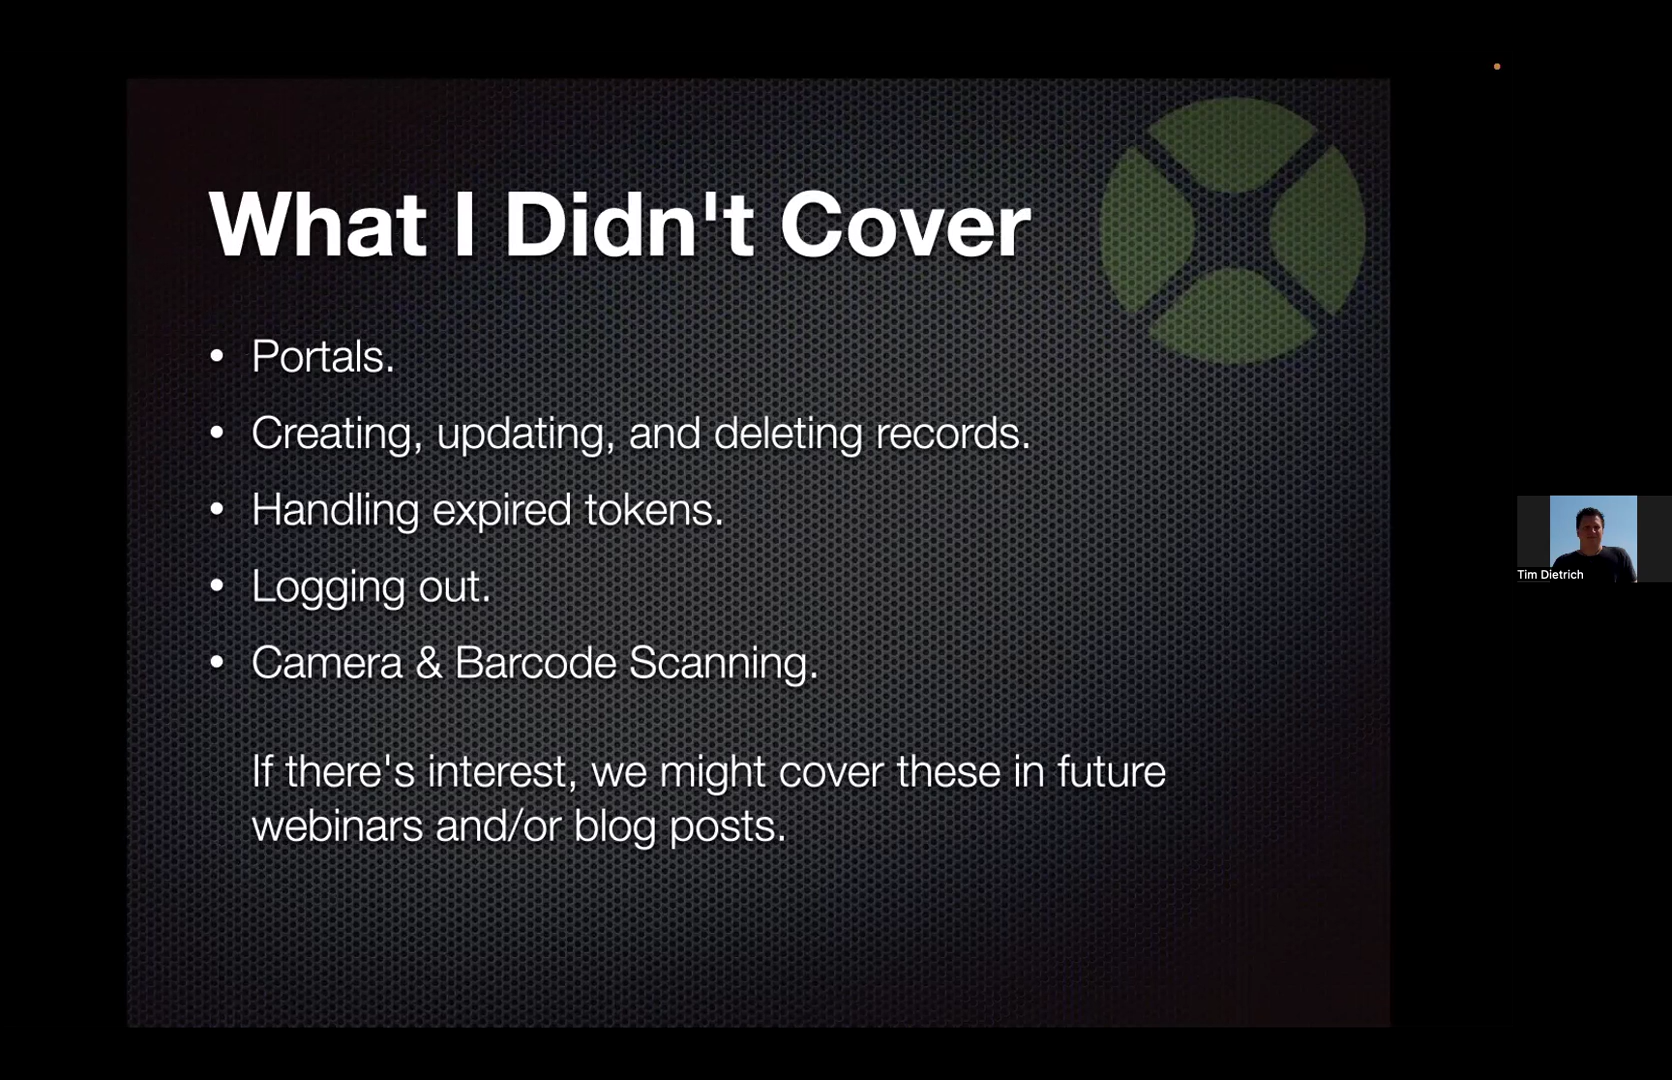 What I Didn't Cover
• Portals.
• Creating, updating, and deleting records.
• Handling expired tokens.
• Logging out.
• Camera & Barcode Scanning.
If there's interest, we might cover these in future
webinars and/or blog posts.
Tim Dietrich